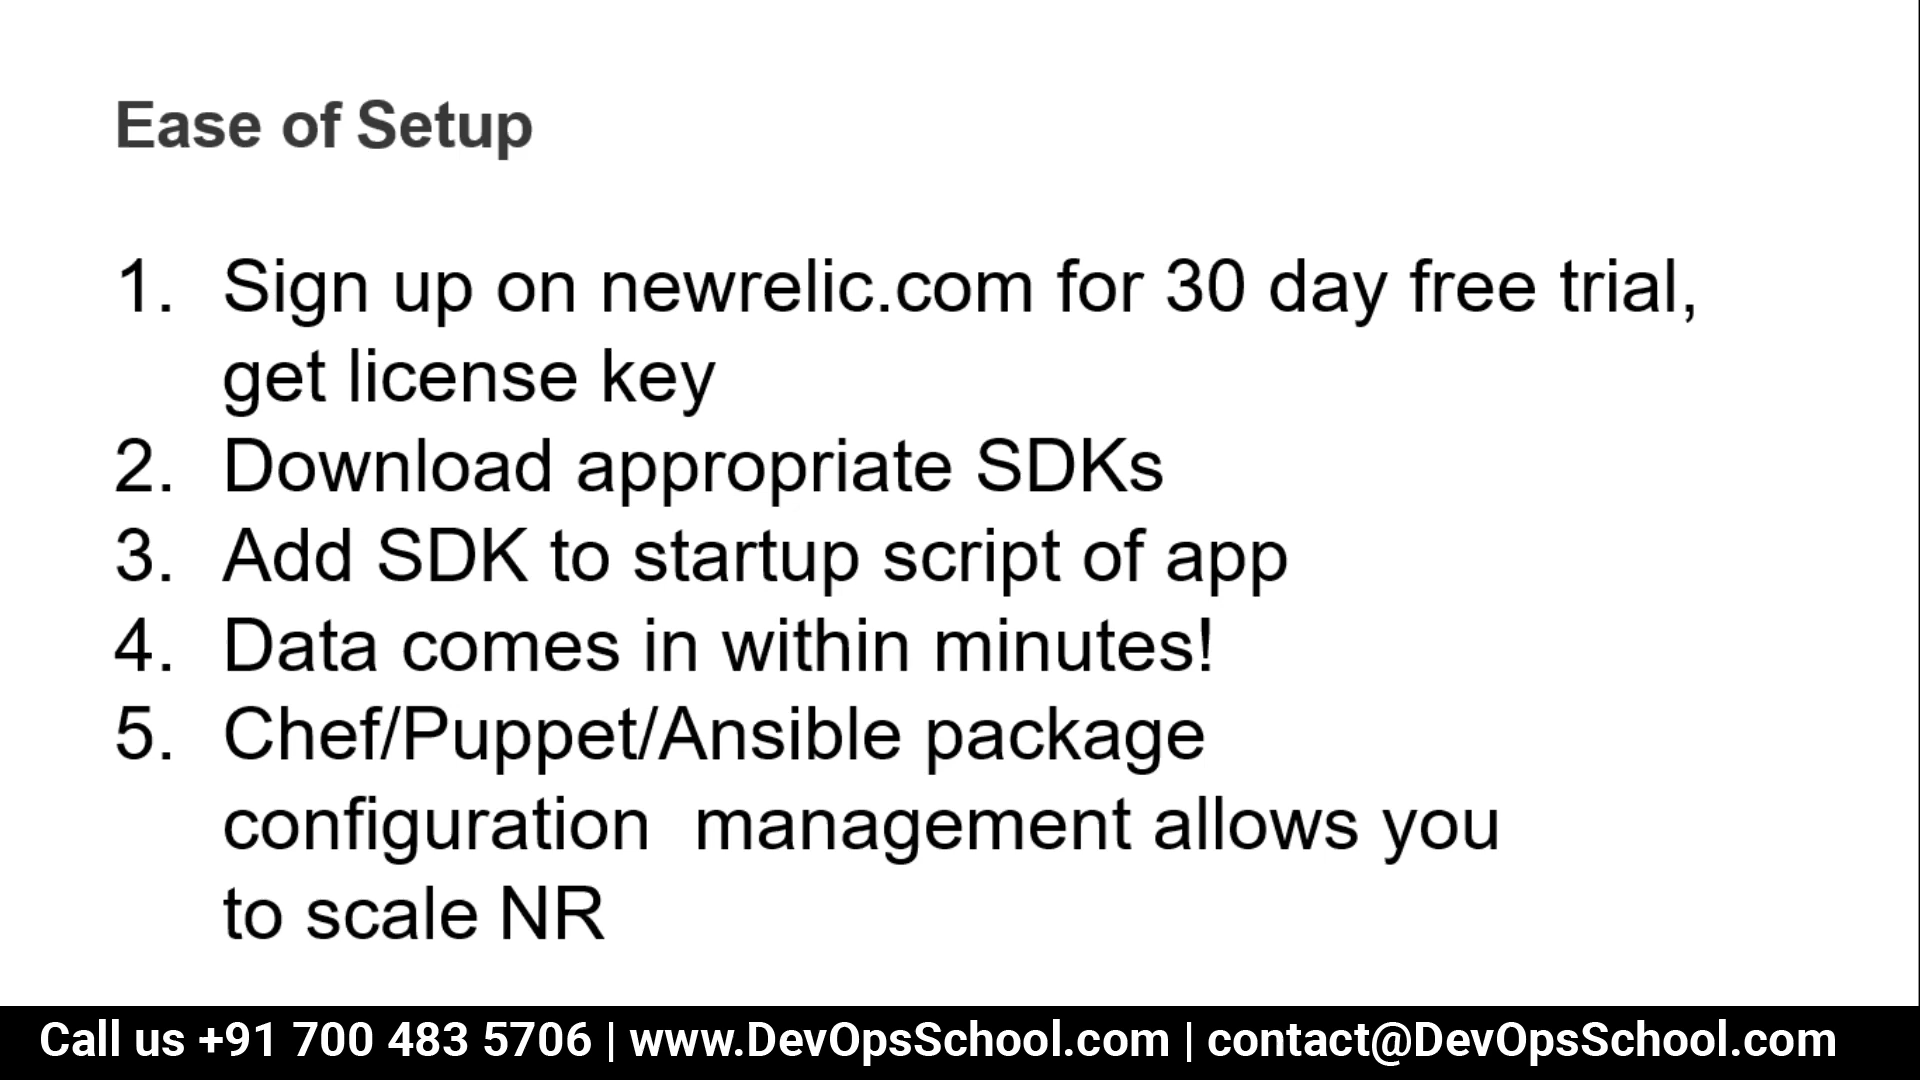 Ease of Setup
1. Sign up on newrelic.com for 30 day free trial,
get license key
2. Download appropriate SDKs
3. Add SDK to startup script of app
4. Data comes in within minutes!
5. Chef/Puppet/Ansible package
configuration  management allows you
to scale NR
Call us +91 700 483 5706 | www.DevOpsSchool.com | contact@DevOpsSchool.com